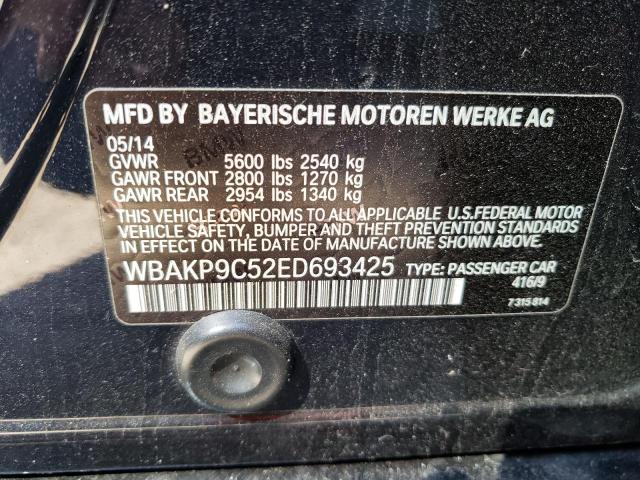 MFD BY BAYERISCHE MOTOREN WERKE AG
05/14
GVWR 5600 lbs 2540 kg
GAWR FRONT 2800 lbs 1270 kg
GAWR REAR 2954 lbs 1340 kg
THIS VEHICLE CONFORMS TO ALL APPLICABLE U.S.FEDERAL MOTOR
VEHICLE SAFETY, BUMPER AND THEFT PREVENTION STANDARDS
IN EFFECT ON THE DATE OF MANUFACTURE SHOWN ABOVE.
WBAKP9C52ED693425 TYPE: PASSENGER CAR
416/9
7 315 814